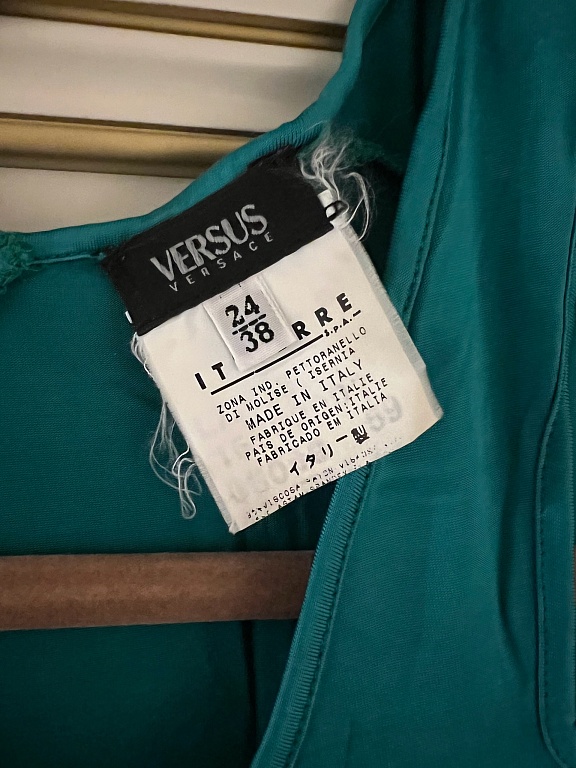 VERSUS
VERSACE
24
38
IT RRE
S.P.A.
ZONA IND. PETTORANELLO
DI MOLISE ( ISERNIA
MADE IN ITALY
FABRIQUE EN ITALIE
PAIS DE ORIGEN:ITALIE
FABRICADO EM ITALIA
イタリー製